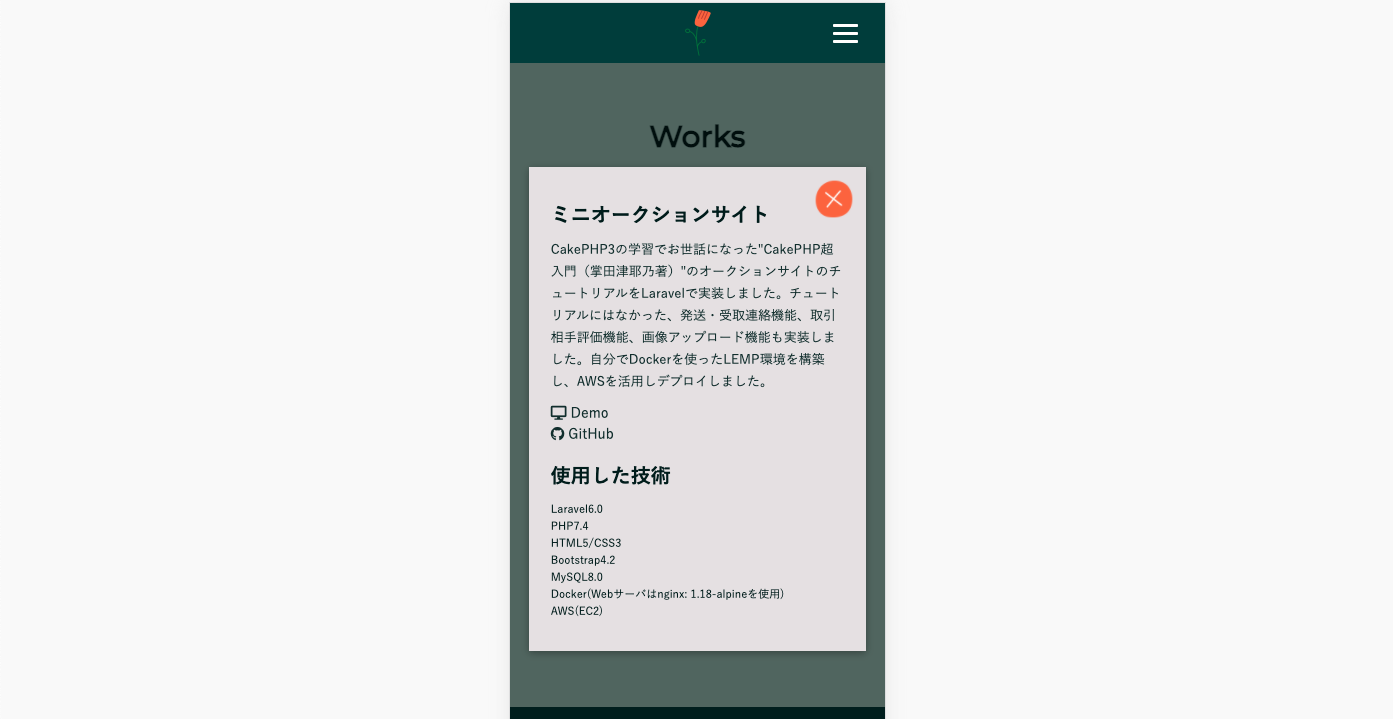 Works
ミニオークションサイト
CakePHP3の学習でお世話になった"CakePHP超
入門（掌田津耶乃著）"のオークションサイトのチ
ュートリアルをLaravelで実装しました。チュート
リアルにはなかった、発送・受取連絡機能、取引
相手評価機能、画像アップロード機能も実装しま
した。自分でDockerを使ったLEMP環境を構築
し、AWSを活用しデプロイしました。
Demo
GitHub
使用した技術
Laravel6.0
PHP7.4
HTML5/CSS3
Bootstrap4.2
MySQL8.0
Docker(Webサーバはnginx: 1.18-alpineを使用)
AWS(EC2)